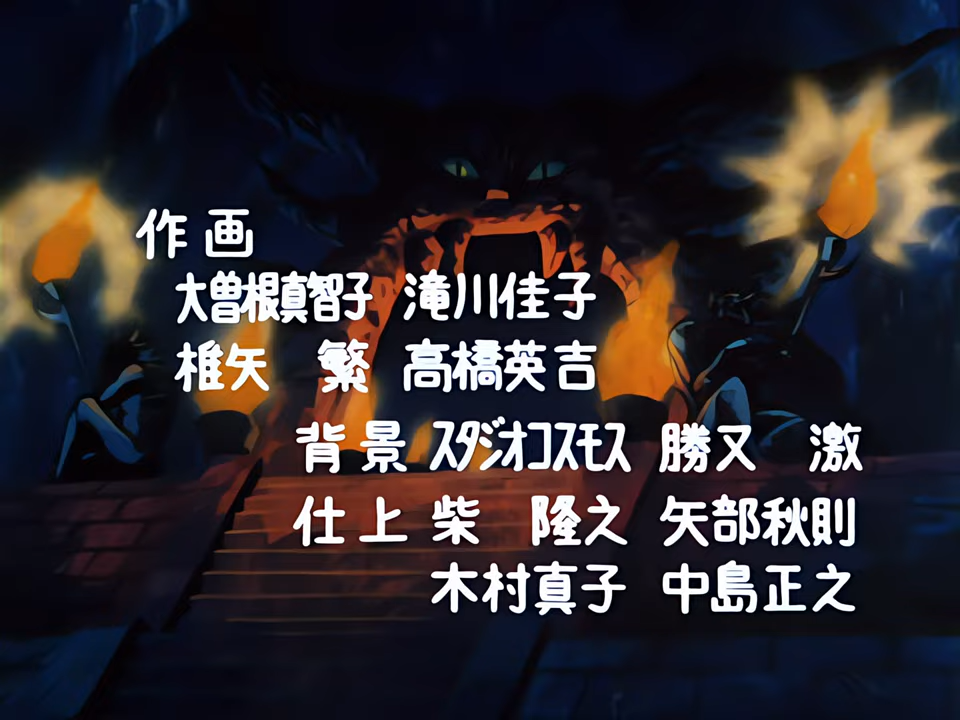 作画
大曽根真智子 滝川佳子
椎矢 繁 高橋英吉
背景 スタジオコスモス 勝又 激
仕上 柴 隆之 矢部秋則
木村真子 中島正之